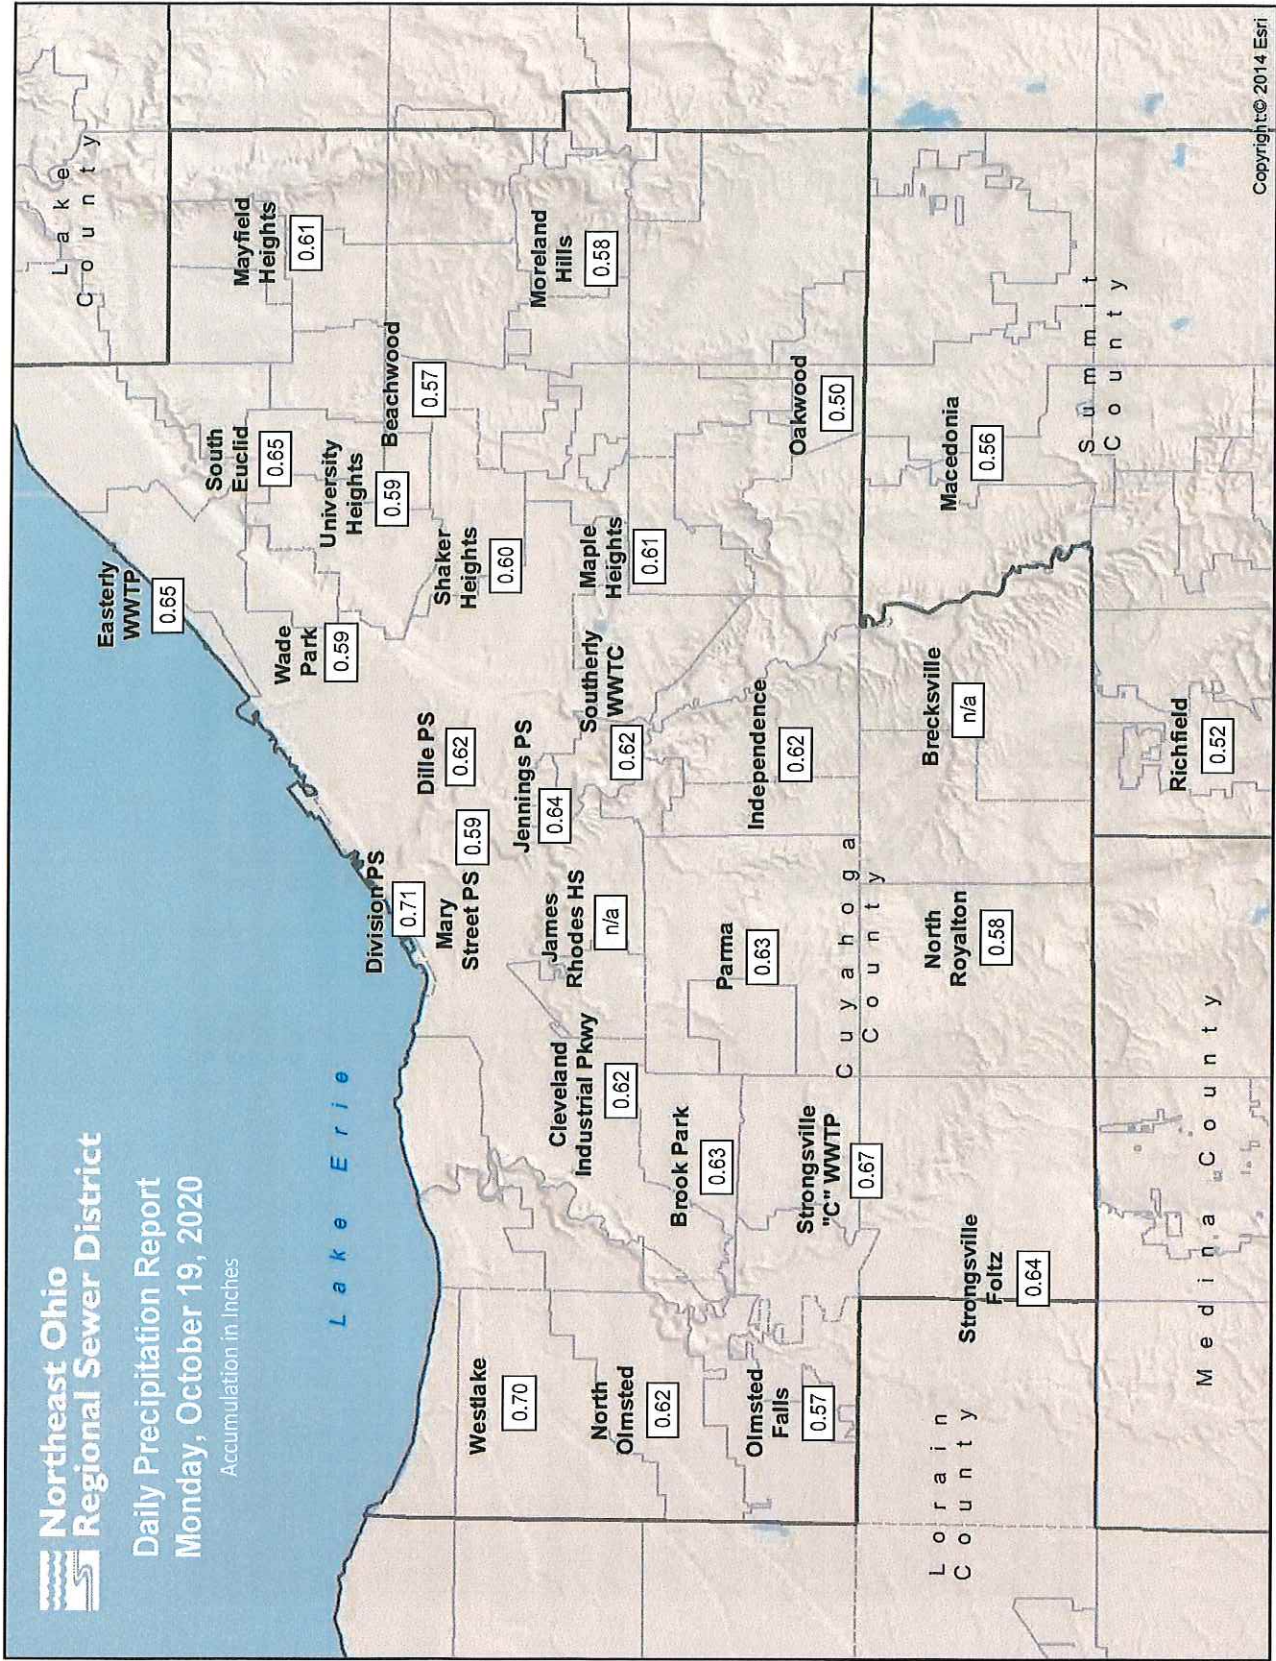 Northeast Ohio
Regional Sewer District
Daily Precipitation Report
Monday, October 19, 2020
Accumulation in Inches
Lake Erie
Lake
County
Easterly
WWTP
0.65
South
Euclid
0.65
Mayfield
Heights
0.61
Wade
Park
0.59
University
Heights
0.59
Beachwood
0.57
Division PS
0.71
Dille PS
0.62
Mary
Street PS
0.59
Shaker
Heights
0.60
Westlake
0.70
Jennings PS
0.64
Moreland
Hills
0.58
Cleveland
Industrial Pkwy
0.62
James
Rhodes HS
n/a
Southerly
WWTC
0.62
Maple
Heights
0.61
North
Olmsted
0.62
Brook Park
0.63
Parma
0.63
Independence
0.62
Oakwood
0.50
Olmsted
Falls
0.57
Strongsville
"C" WWTP
0.67
Cuyahoga
County
Lorain
County
Strongsville
Foltz
0.64
North
Royalton
0.58
Brecksville
n/a
Macedonia
0.56
Summit
County
Medina County
Richfield
0.52
Copyright:© 2014 Esri